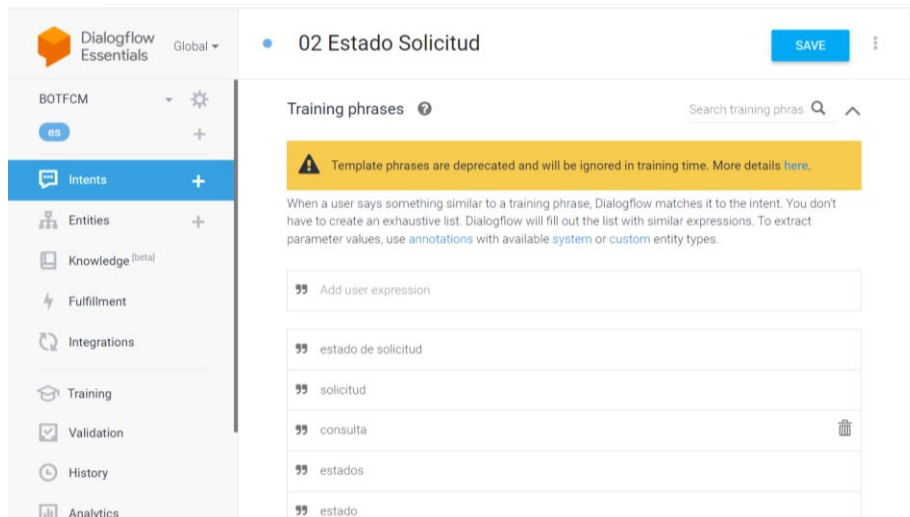 Dialogflow
Essentials
Global
02 Estado Solicitud
SAVE
BOTFCM
es
Intents
Entities
Knowledge [beta]
Fulfillment
Integrations
Training
Validation
History
Analytics
Training phrases
Search training phras
Template phrases are deprecated and will be ignored in training time. More details here.
When a user says something similar to a training phrase, Dialogflow matches it to the intent. You don't
have to create an exhaustive list. Dialogflow will fill out the list with similar expressions. To extract
parameter values, use annotations with available system or custom entity types.
Add user expression
estado de solicitud
solicitud
consulta
estados
estado